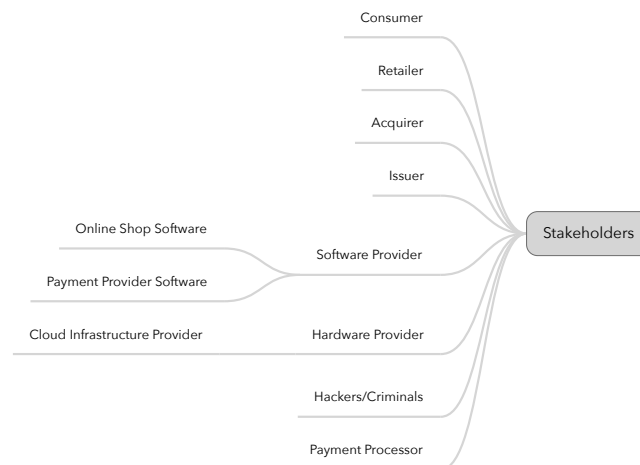 Consumer
Retailer
Acquirer
Issuer
Stakeholders
Online Shop Software
Software Provider
Payment Provider Software
Cloud Infrastructure Provider
Hardware Provider
Hackers/Criminals
Payment Processor